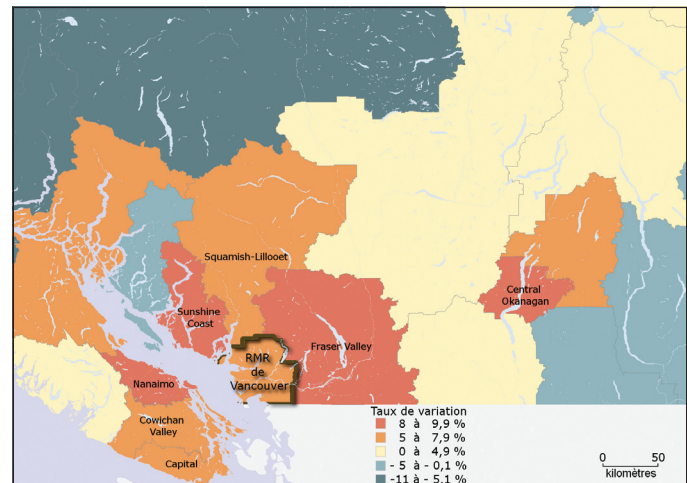 Squamish-Lillooet
Central
Okanagan
Sunshine
Coast
Fraser Valley
RMR
de
Vancouver
Nanaimo
Cowichan
Valley
Capital
Taux de variation
8 à 9,9 %
5 à 7,9 %
0 à 4,9 %
- 5 à - 0,1 %
-11 à - 5.1 %
0 50
kilomètres